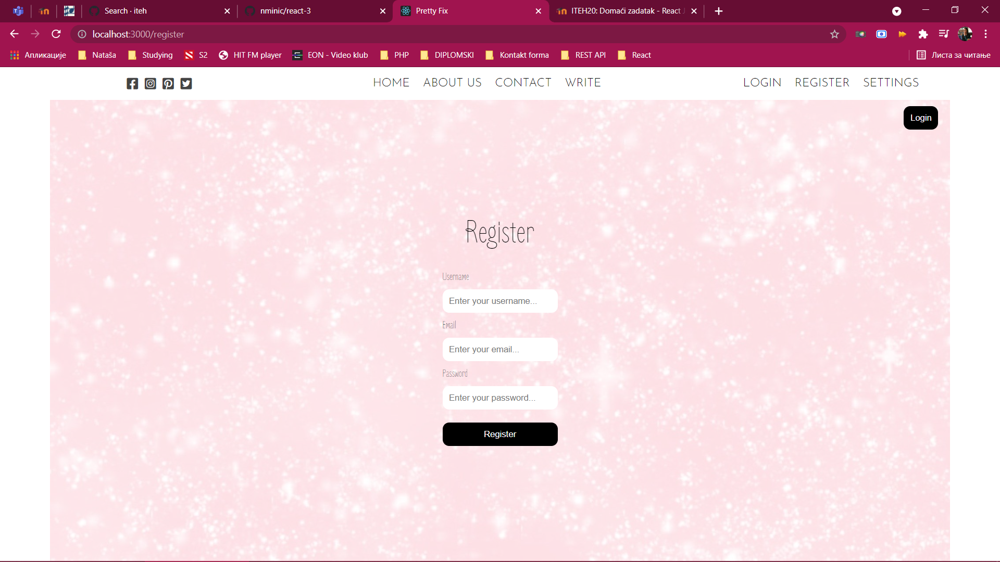 Search · iteh
nminic/react-3
Pretty Fix
ITEH20: Domaći zadatak - React J
localhost:3000/register
Апликације
Nataša
Studying
S2
HIT FM player
EON - Video klub
PHP
DIPLOMSKI
Kontakt forma
REST API
React
Листа за читање
HOME ABOUT US CONTACT WRITE
LOGIN REGISTER SETTINGS
Login
Register
Username
Enter your username...
Email
Enter your email...
Password
Enter your password...
Register